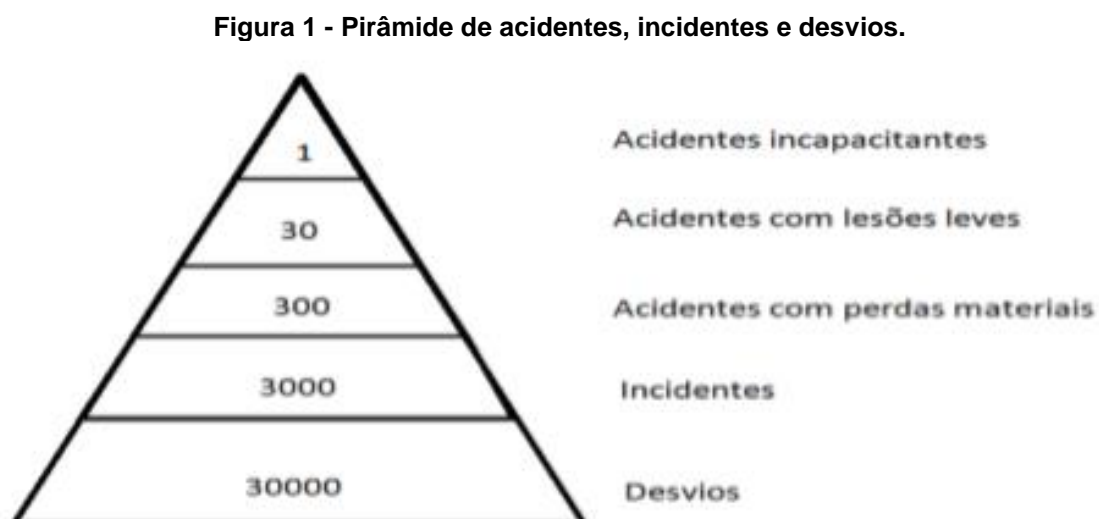 Figura 1 - Pirâmide de acidentes, incidentes e desvios.
1 Acidentes incapacitantes
30 Acidentes com lesões leves
300 Acidentes com perdas materiais
3000 Incidentes
30000 Desvios